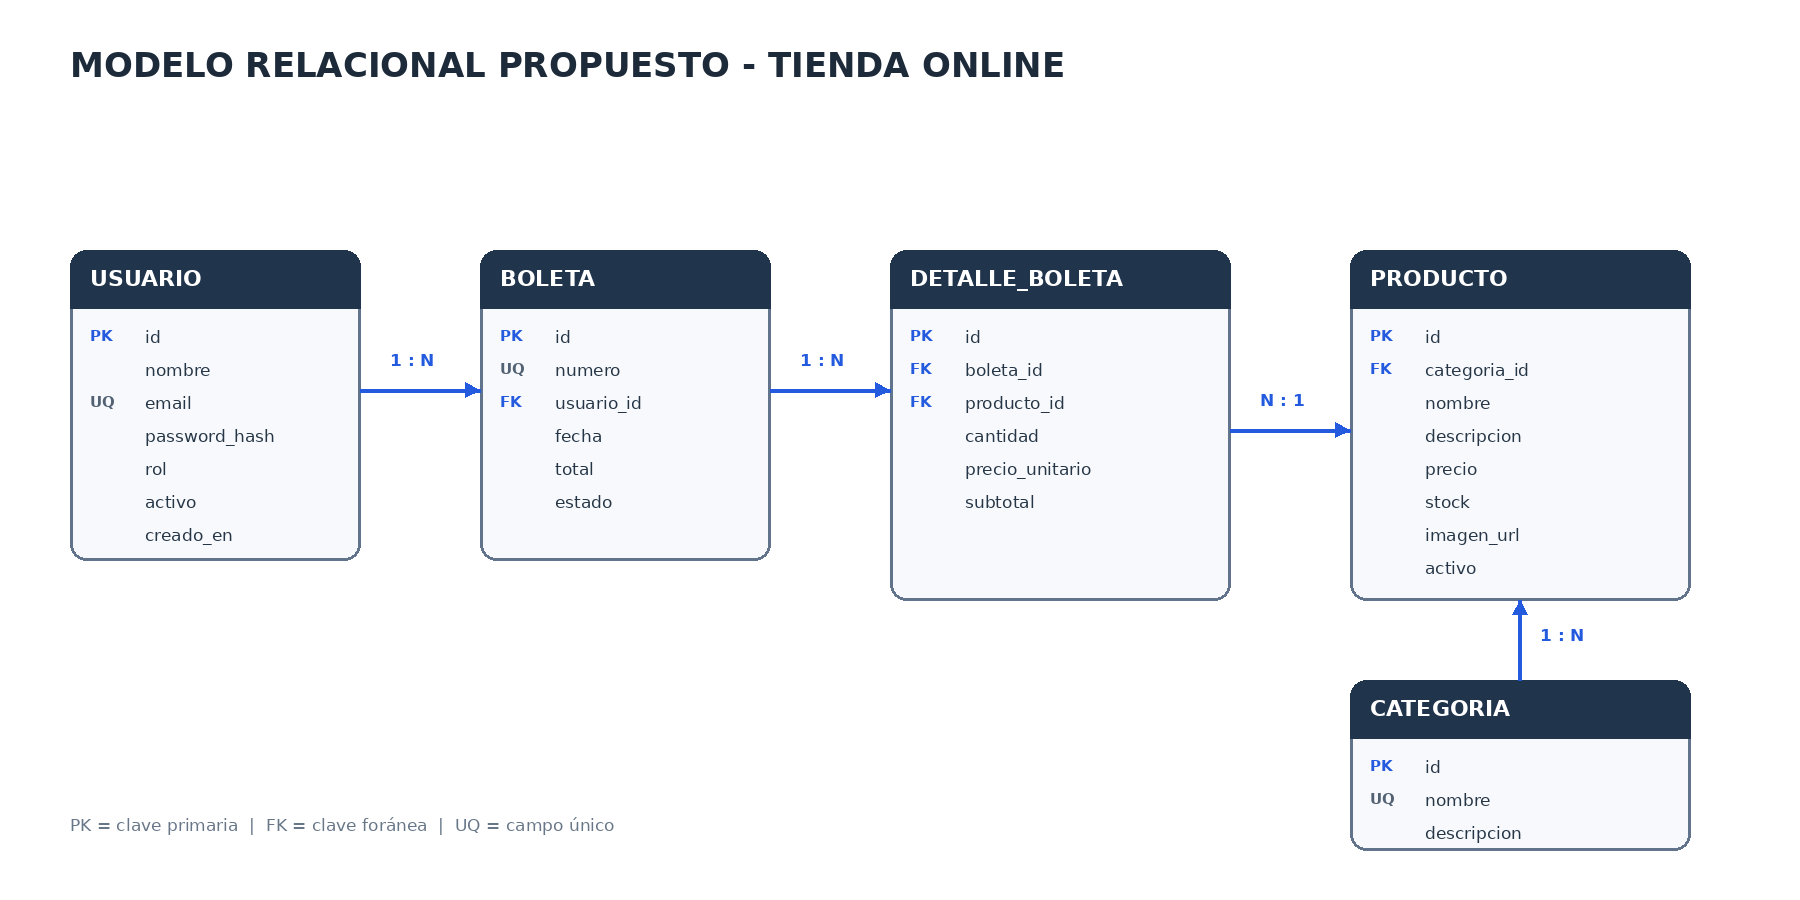 MODELO RELACIONAL PROPUESTO - TIENDA ONLINE
USUARIO
PK id
nombre
UQ email
password_hash
rol
activo
creado_en
1 : N
BOLETA
PK id
UQ numero
FK usuario_id
fecha
total
estado
1 : N
DETALLE_BOLETA
PK id
FK boleta_id
FK producto_id
cantidad
precio_unitario
subtotal
N : 1
PRODUCTO
PK id
FK categoria_id
nombre
descripcion
precio
stock
imagen_url
activo
1 : N
CATEGORIA
PK id
UQ nombre
descripcion
PK = clave primaria | FK = clave foránea | UQ = campo único